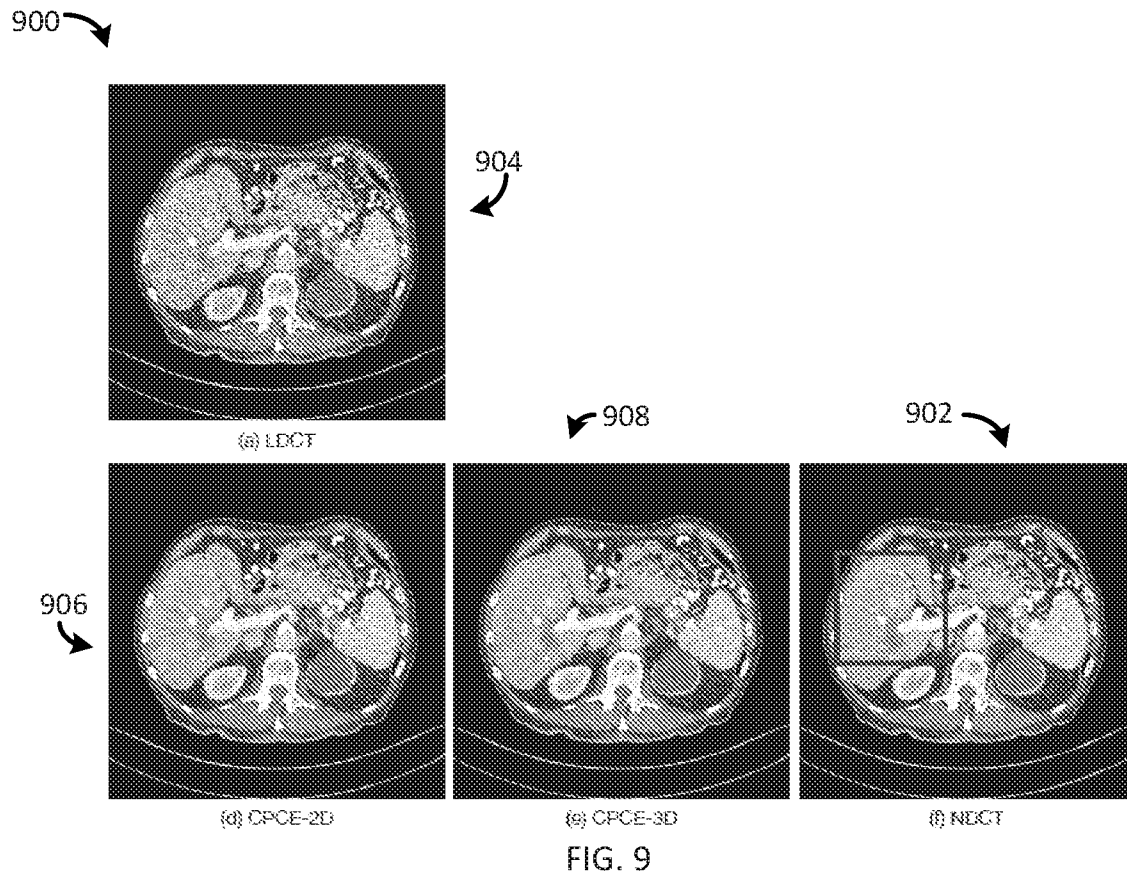 900
904
(a) LDCT
908
902
906
(d) CPCE-2D
(e) CPCE-3D
(f) NDCT
FIG. 9